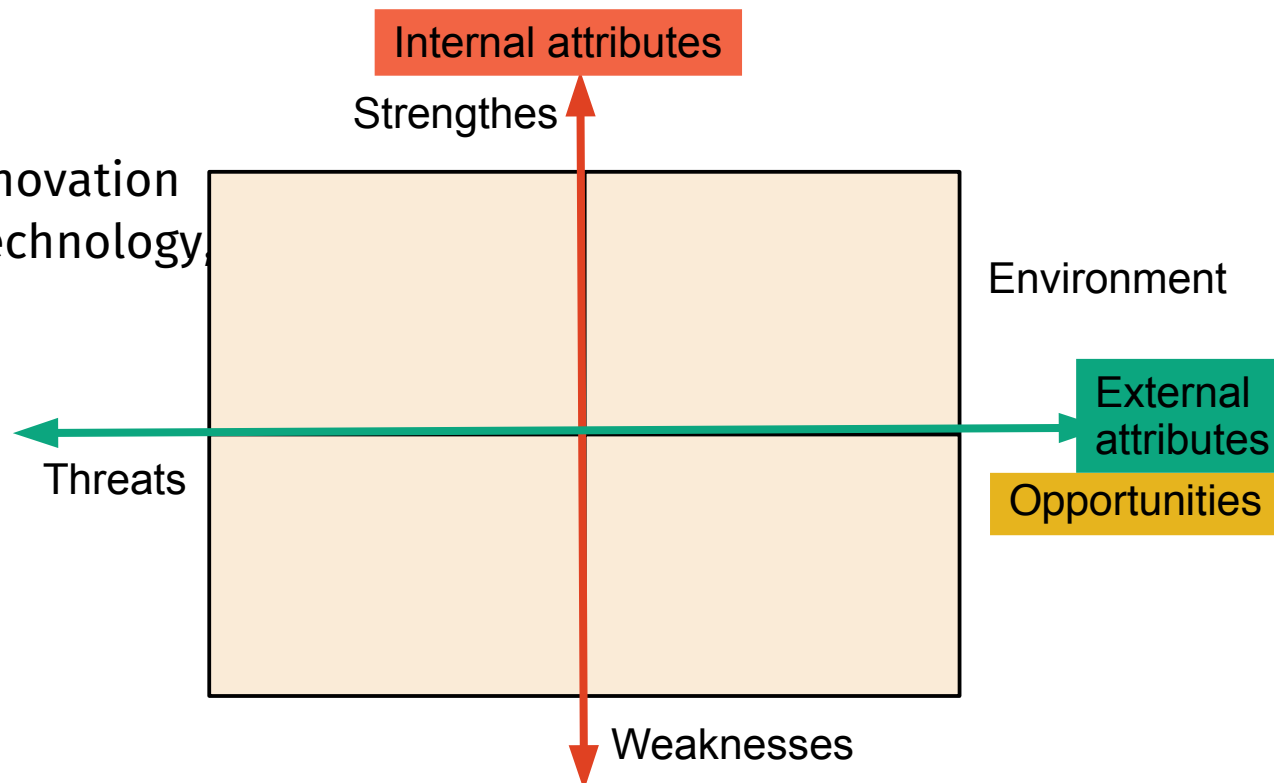 Internal attributes
Strengthes
novation
echnology,
Environment
External
attributes
Threats
Opportunities
Weaknesses